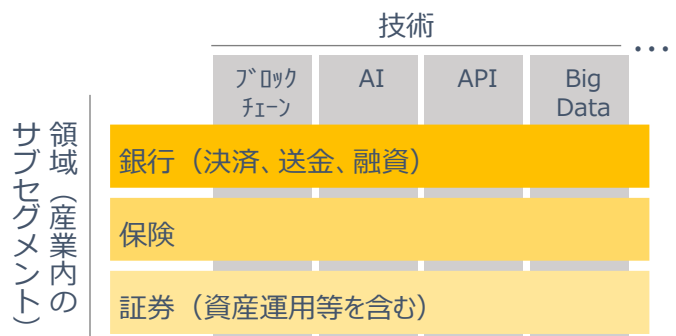 技術
ﾌﾞﾛｯｸ
ﾁｪｰﾝ
AI
API
Big
Data
…
領域（産業内の
サブセグメント）
銀行（決済、送金、融資）
保険
証券（資産運用等を含む）